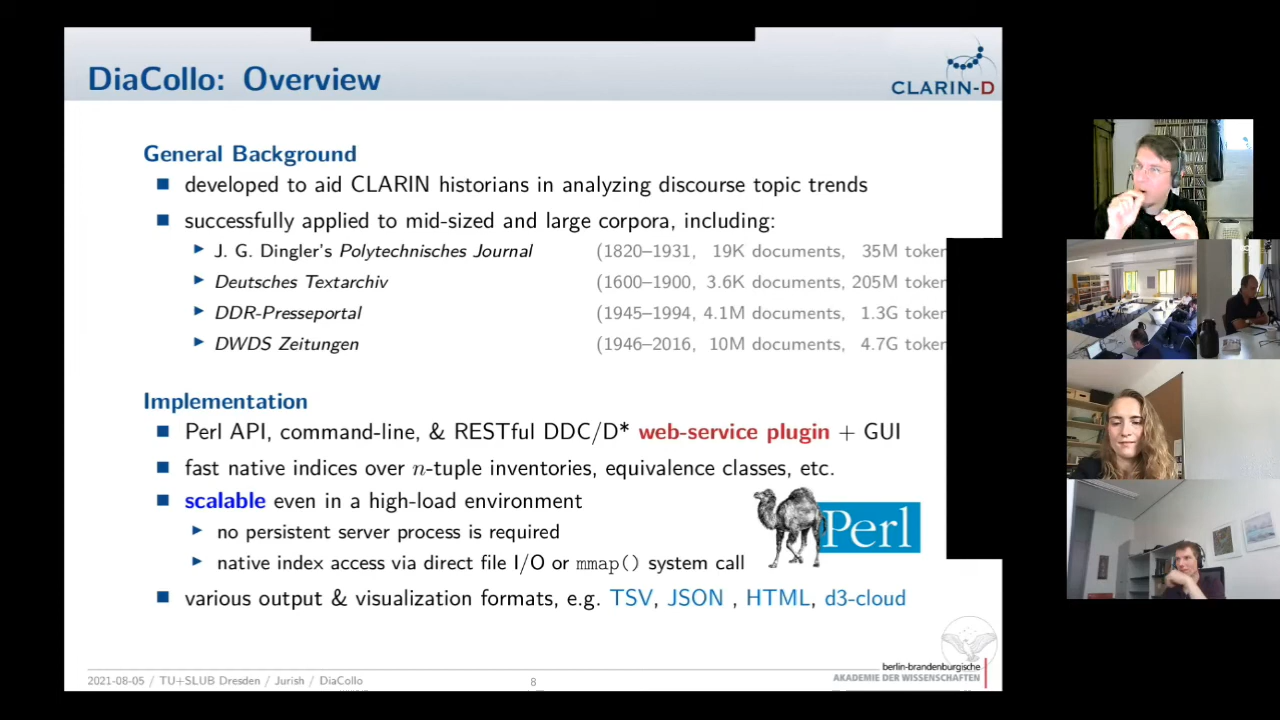 DiaCollo: Overview
CLARIN-D
General Background
developed to aid CLARIN historians in analyzing discourse topic trends
successfully applied to mid-sized and large corpora, including:
J. G. Dingler's Polytechnisches Journal (1820–1931, 19K documents, 35M token
Deutsches Textarchiv (1600–1900, 3.6K documents, 205M token
DDR-Presseportal (1945–1994, 4.1M documents, 1.3G token
DWDS Zeitungen (1946–2016, 10M documents, 4.7G token
Implementation
Perl API, command-line, & RESTful DDC/D* web-service plugin + GUI
fast native indices over n-tuple inventories, equivalence classes, etc.
scalable even in a high-load environment
no persistent server process is required
native index access via direct file I/O or mmap() system call
Perl
various output & visualization formats, e.g. TSV, JSON , HTML, d3-cloud
berlin-brandenburgische
AKADEMIE DER WISSENSCHAFTEN
2021-08-05 / TU+SLUB Dresden / Jurish / DiaCollo
8